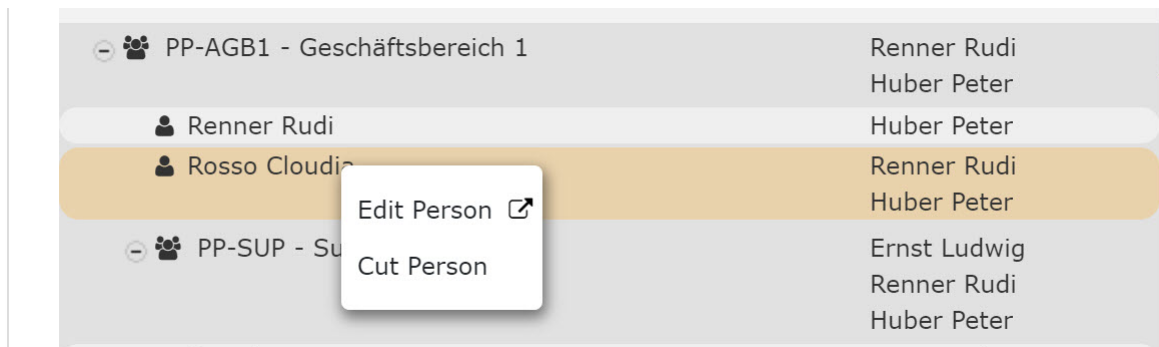 PP-AGB1 - Geschäftsbereich 1 Renner Rudi
Huber Peter
Renner Rudi Huber Peter
Rosso Cloudia Renner Rudi
Huber Peter
Edit Person
PP-SUP - Su Ernst Ludwig
Cut Person
Renner Rudi
Huber Peter